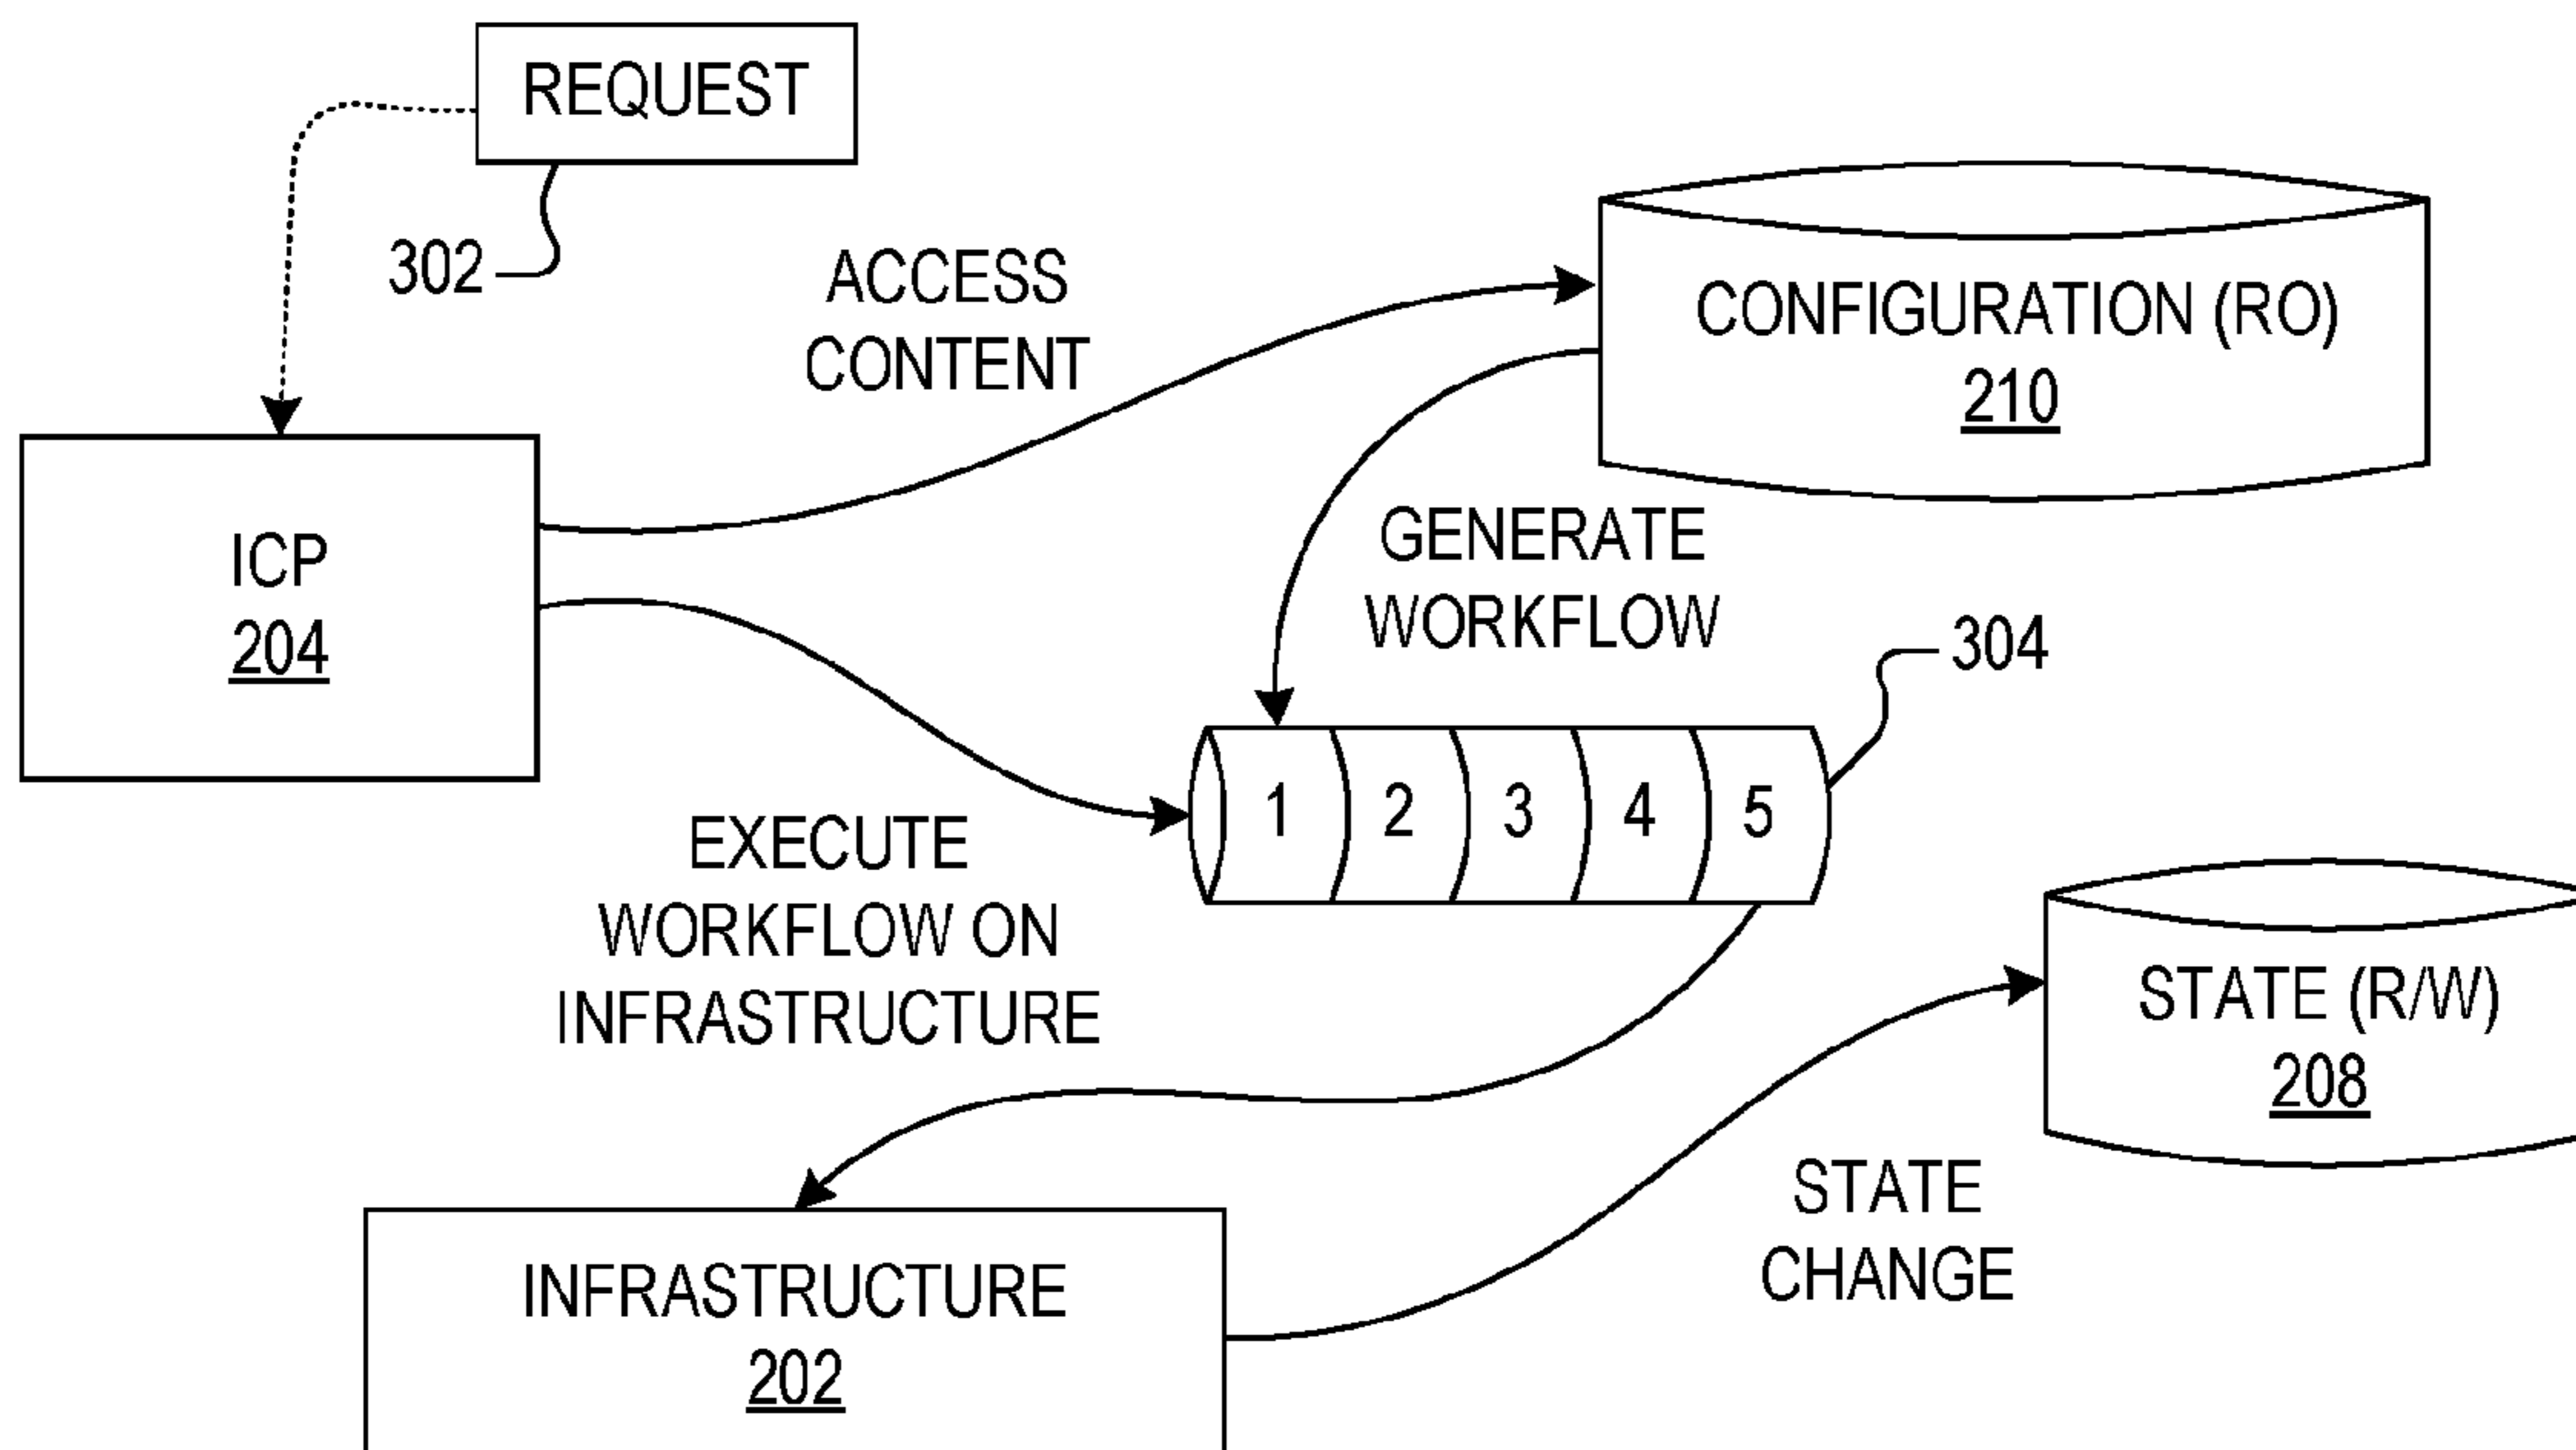 REQUEST
302
ACCESS
CONTENT
CONFIGURATION (RO)
210
ICP
204
GENERATE
WORKFLOW
304
1 2 3 4 5
EXECUTE
WORKFLOW ON
INFRASTRUCTURE
STATE (R/W)
208
STATE
CHANGE
INFRASTRUCTURE
202